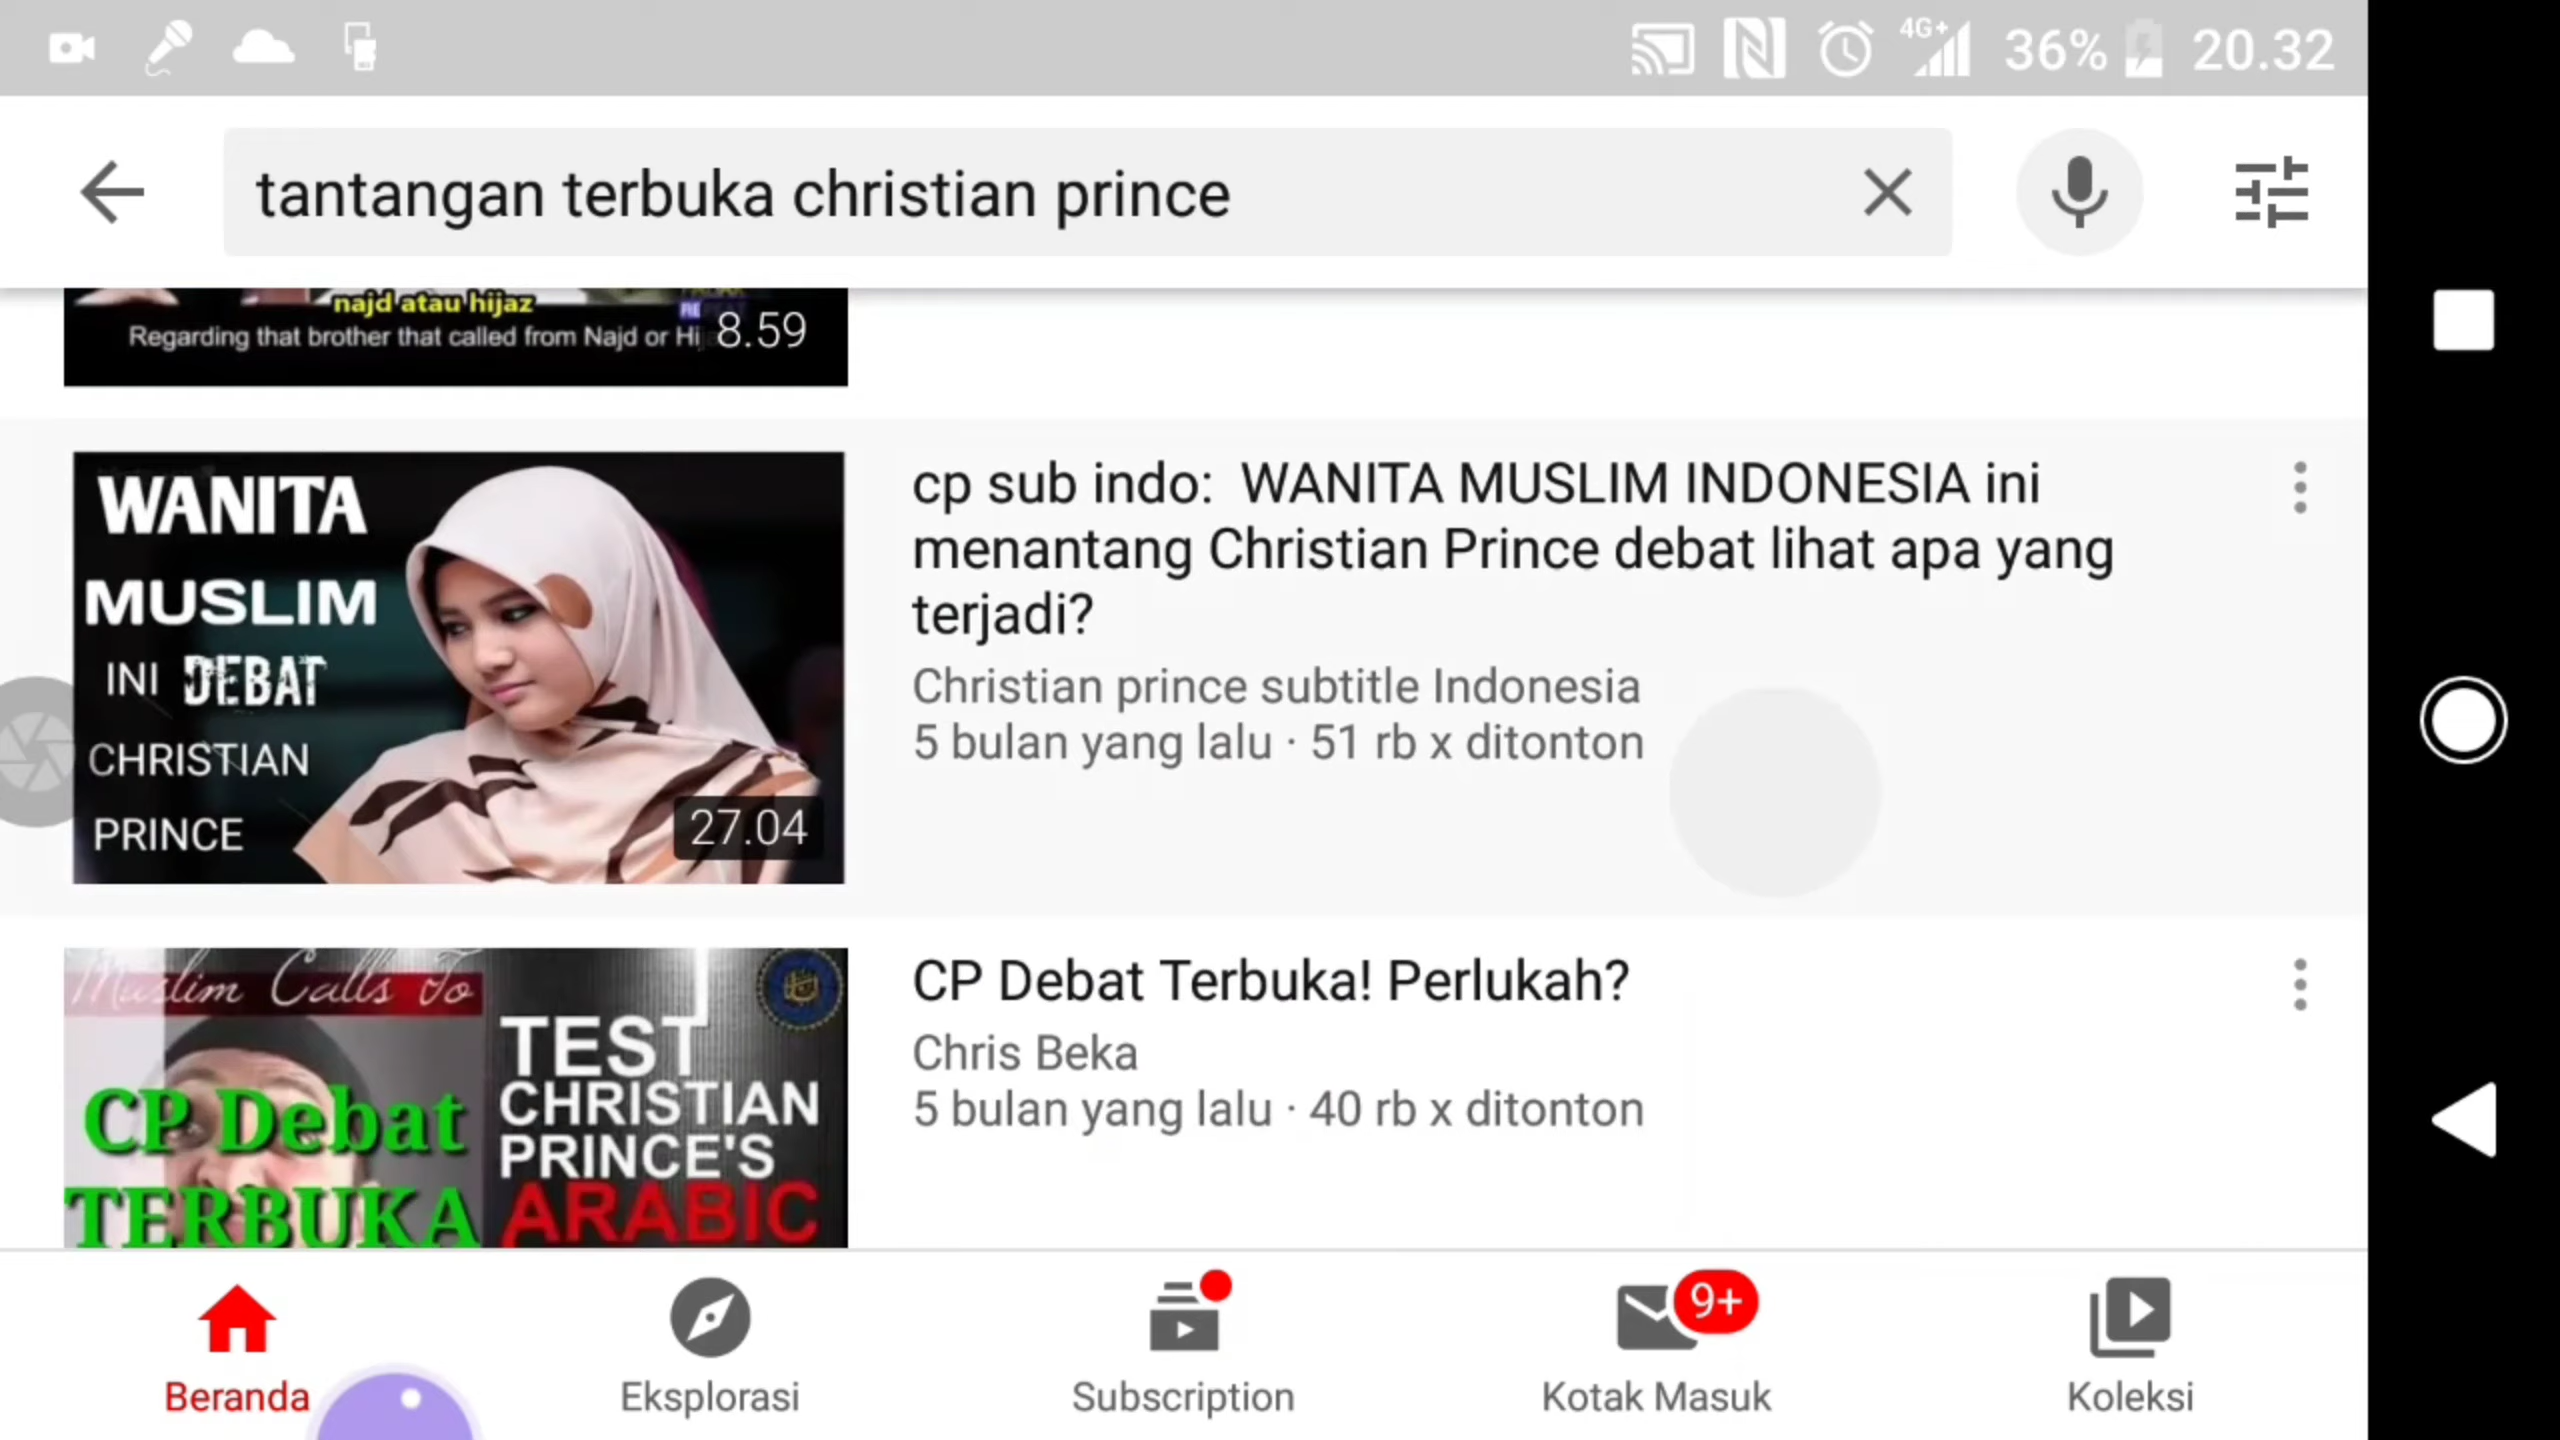 4G+ 36% 20.32
tantangan terbuka christian prince
najd atau hijaz
Regarding that brother that called from Najd or
8.59
WANITA
MUSLIM
INI DEBAT
CHRISTIAN
PRINCE
27.04
cp sub indo: WANITA MUSLIM INDONESIA ini
menantang Christian Prince debat lihat apa yang
terjadi?
Christian prince subtitle Indonesia
5 bulan yang lalu · 51 rb x ditonton
Muslim Calls To
CP Debat
TERBUKA
TEST
CHRISTIAN
PRINCE'S
ARABIC
CP Debat Terbuka! Perlukah?
Chris Beka
5 bulan yang lalu · 40 rb x ditonton
9+
Beranda
Eksplorasi
Subscription
Kotak Masuk
Koleksi